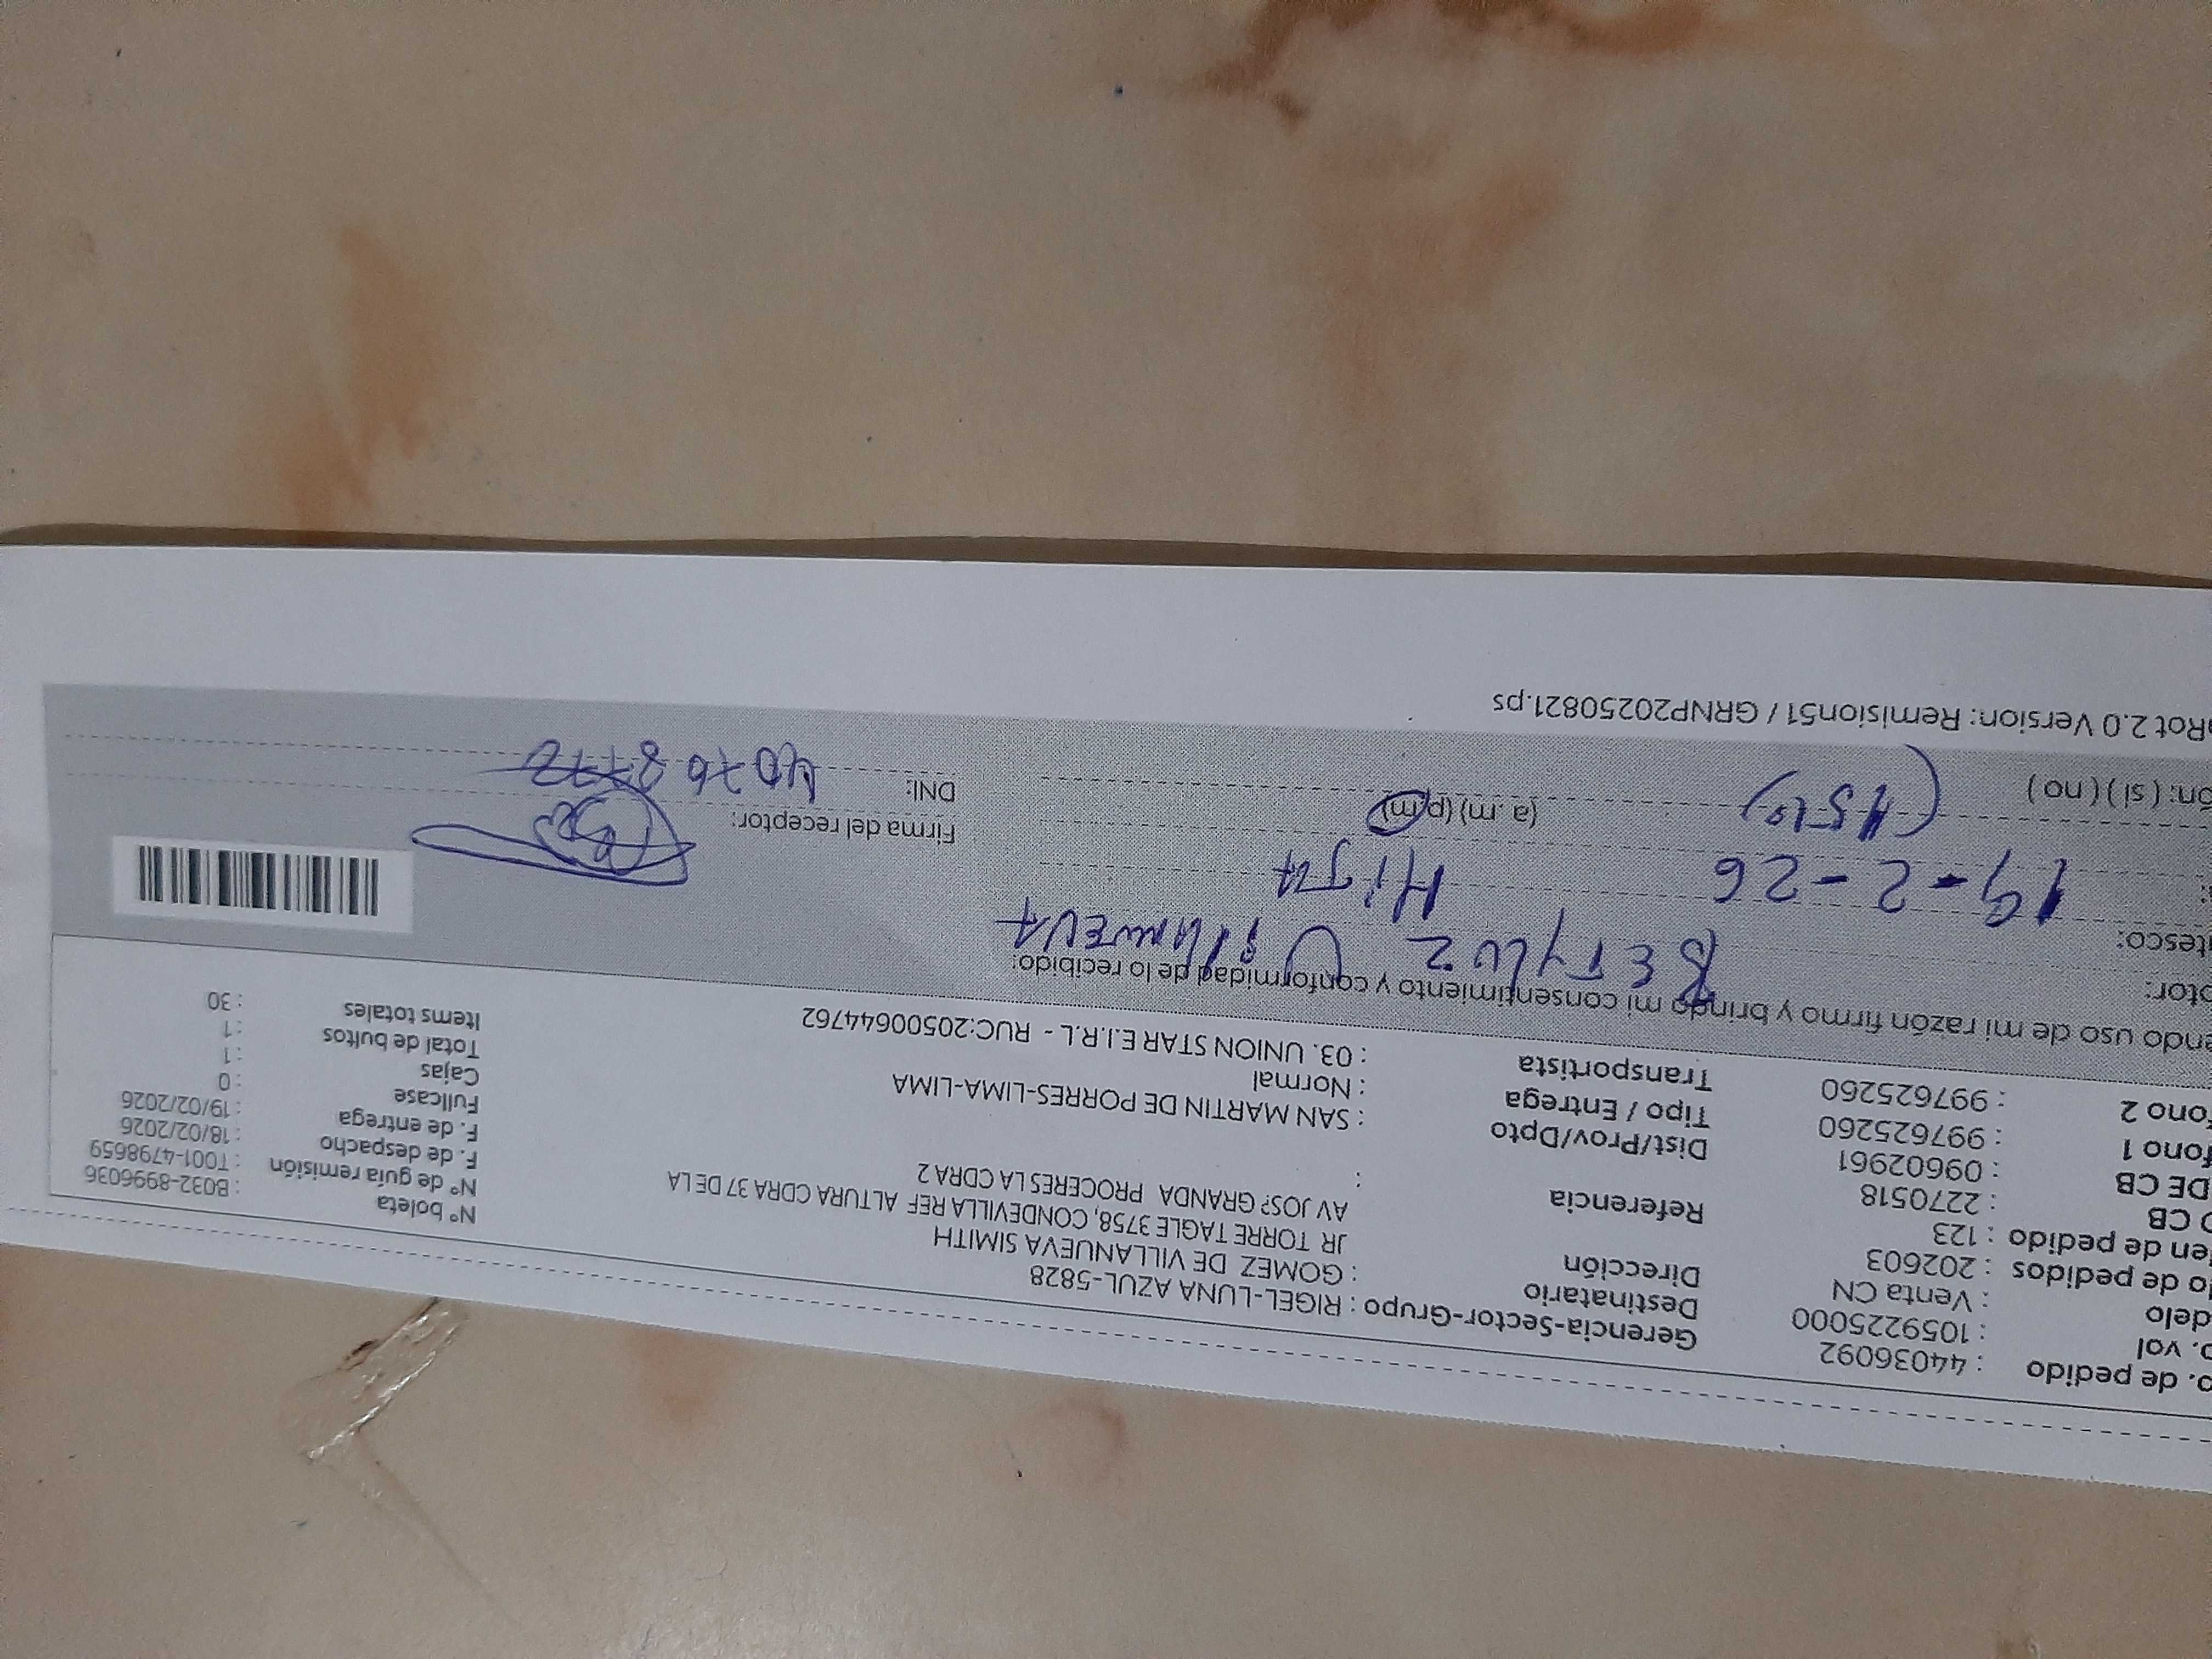 o. de pedido : 44036092 Gerencia-Sector-Grupo : RIGEL-LUNA AZUL-5828
o. vol : 1059225000 Destinatario : GOMEZ DE VILLANUEVA SIMITH
delo : Venta CN Dirección JR TORRE TAGLE 3758, CONDEVILLA REF ALTURA CDRA 37 DE LA
o de pedidos : 202603 AV JOS? GRANDA PROCERES LA CDRA 2
en de pedido : 123 Referencia :
O CB : 2270518 Dist/Prov/Dpto : SAN MARTIN DE PORRES-LIMA-LIMA
DE CB : 09602961 Tipo / Entrega : Normal
fono 1 : 997625260 Transportista : 03. UNION STAR E.I.R.L - RUC:20500644762
fono 2 : 997625260
N° boleta : B032-8996036
N° de guía remisión : T001-4798659
F. de despacho : 18/02/2026
F. de entrega : 19/02/2026
Fullcase : 0
Cajas : 1
Total de bultos : 1
Items totales : 30
endo uso de mi razón firmo y brindo mi consentimiento y conformidad de lo recibido:
ptor: BETYLUZ VillANUEVA
tesco: HiJA
: 19-2-26
(a. m) (p.m)
ón: ( si ) ( no )
Firma del receptor:
DNI: 4076
Rot 2.0 Version: Remision51 / GRNP20250821.ps